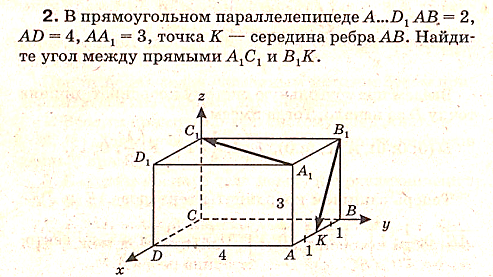 2. В прямоугольном параллелепипеде A...D₁ AB = 2,
AD = 4, AA₁ = 3, точка K — середина ребра AB. Найди-
те угол между прямыми A₁C₁ и B₁K.
z
C₁ B₁
D₁ A₁
3
C B y
K 1
D 4 A 1
x